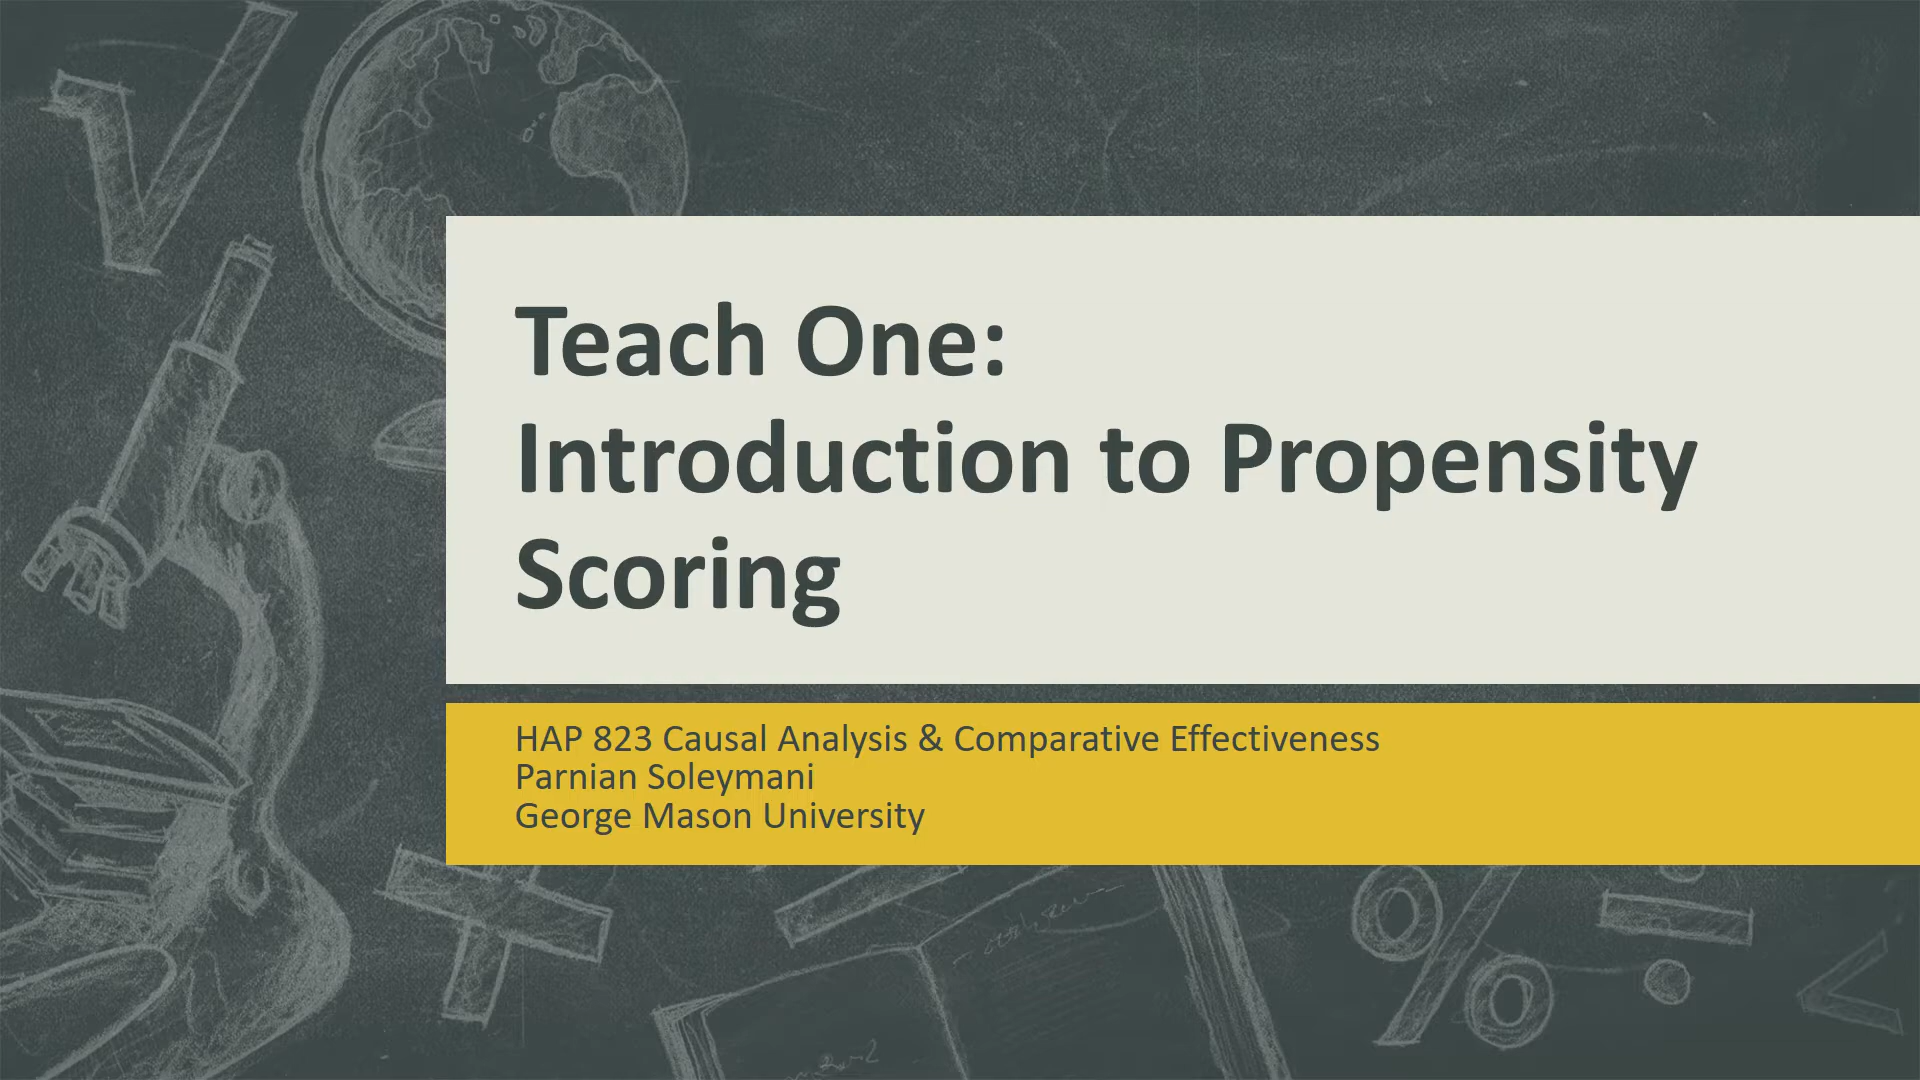 Teach One:
Introduction to Propensity
Scoring
HAP 823 Causal Analysis & Comparative Effectiveness
Parnian Soleymani
George Mason University